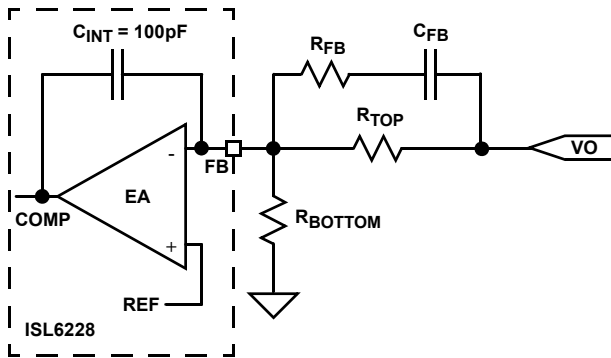 C_INT = 100pF
R_FB
C_FB
R_TOP
VO
-
FB
EA
COMP
R_BOTTOM
+
REF
ISL6228